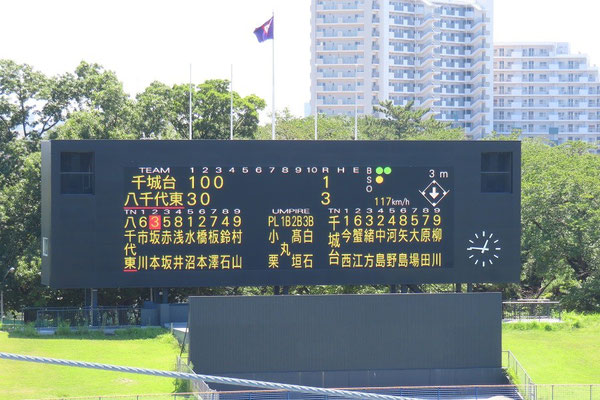 TEAM 1 2 3 4 5 6 7 8 9 10 R H E B 3 m
千城台 100 1 S
八千代東 30 3 O 117km/h
TN 1 2 3 4 5 6 7 8 9 UMPIRE TN 1 2 3 4 5 6 7 8 9
八 6 3 5 8 1 2 7 4 9 PL 1B 2B 3B 千 1 6 3 2 4 8 5 7 9
千 市坂赤浅水橋板鈴村 小 高白 城 今蟹緒中河矢大原柳
代 丸
東 川本坂井沼本澤石山 栗 垣石 台 西江方島野島場田川